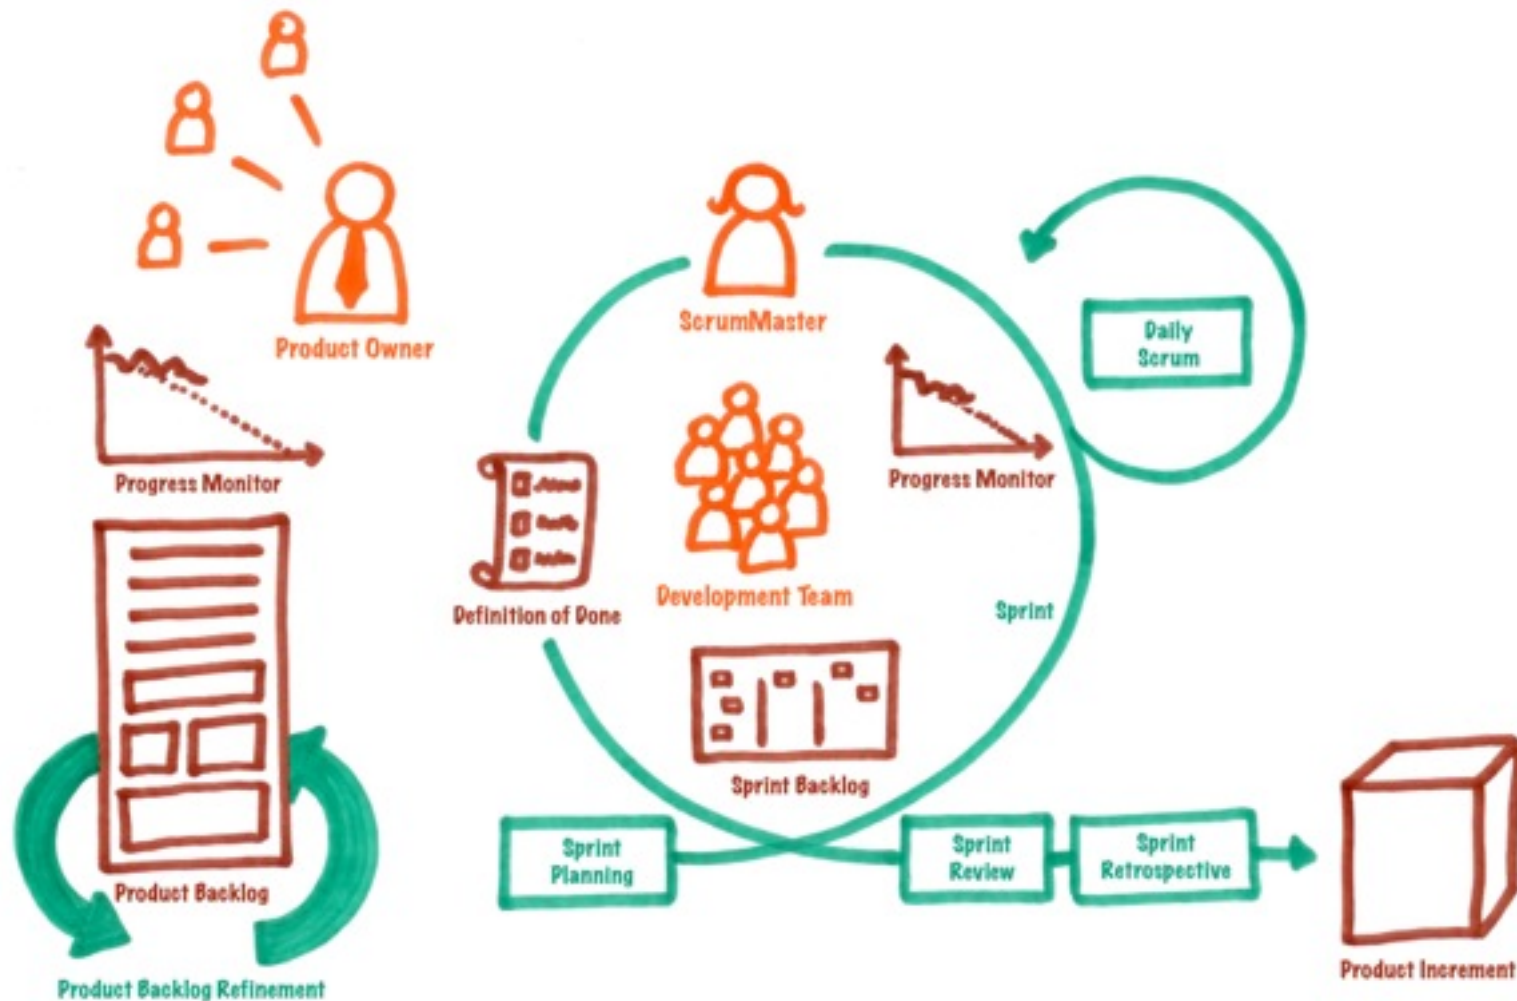 Product Owner
ScrumMaster
Daily
Scrum
Progress Monitor
Progress Monitor
Definition of Done
Development Team
Sprint
Sprint Backlog
Sprint
Planning
Sprint
Review
Sprint
Retrospective
Product Backlog
Product Increment
Product Backlog Refinement